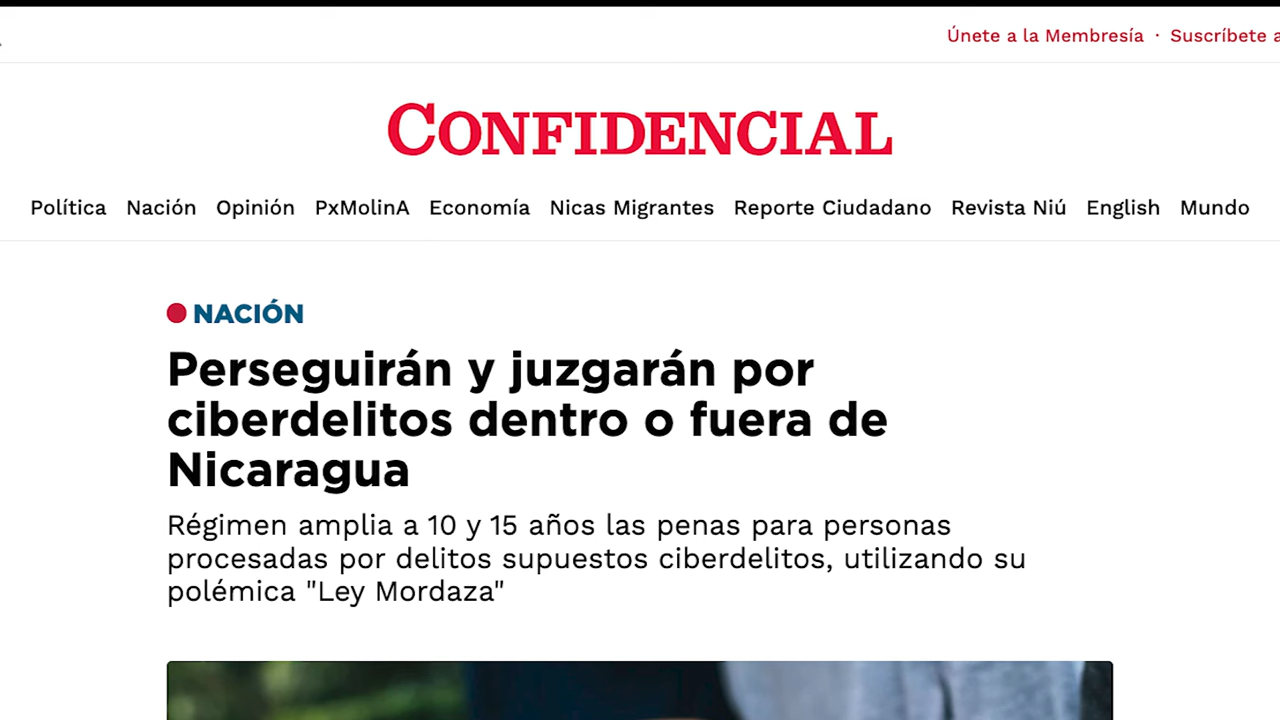 Únete a la Membresía · Suscríbete a
CONFIDENCIAL
Política Nación Opinión PxMolinA Economía Nicas Migrantes Reporte Ciudadano Revista Niú English Mundo
NACIÓN
Perseguirán y juzgarán por
ciberdelitos dentro o fuera de
Nicaragua
Régimen amplia a 10 y 15 años las penas para personas
procesadas por delitos supuestos ciberdelitos, utilizando su
polémica "Ley Mordaza"